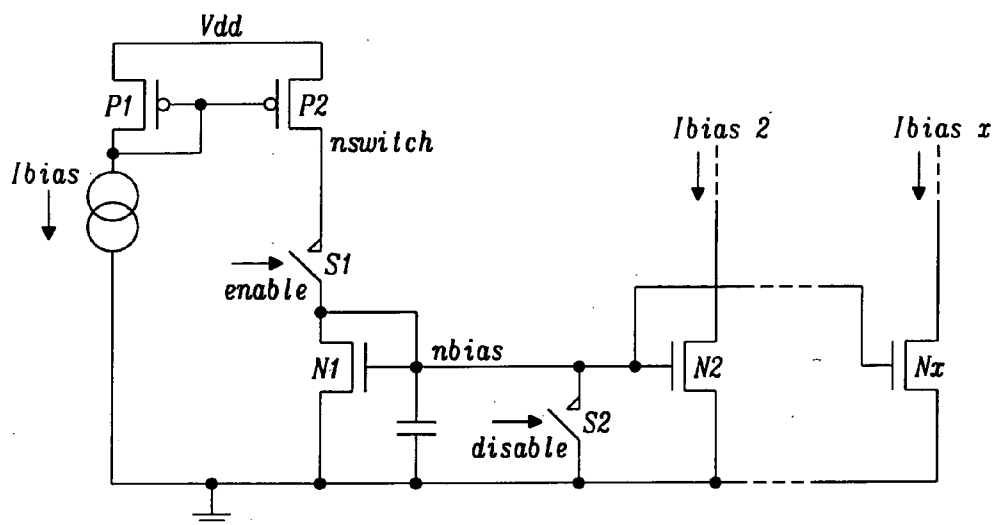 Vdd
P1
P2
nswitch
Ibias
Ibias 2
Ibias x
S1
enable
N1
nbias
N2
Nx
S2
disable